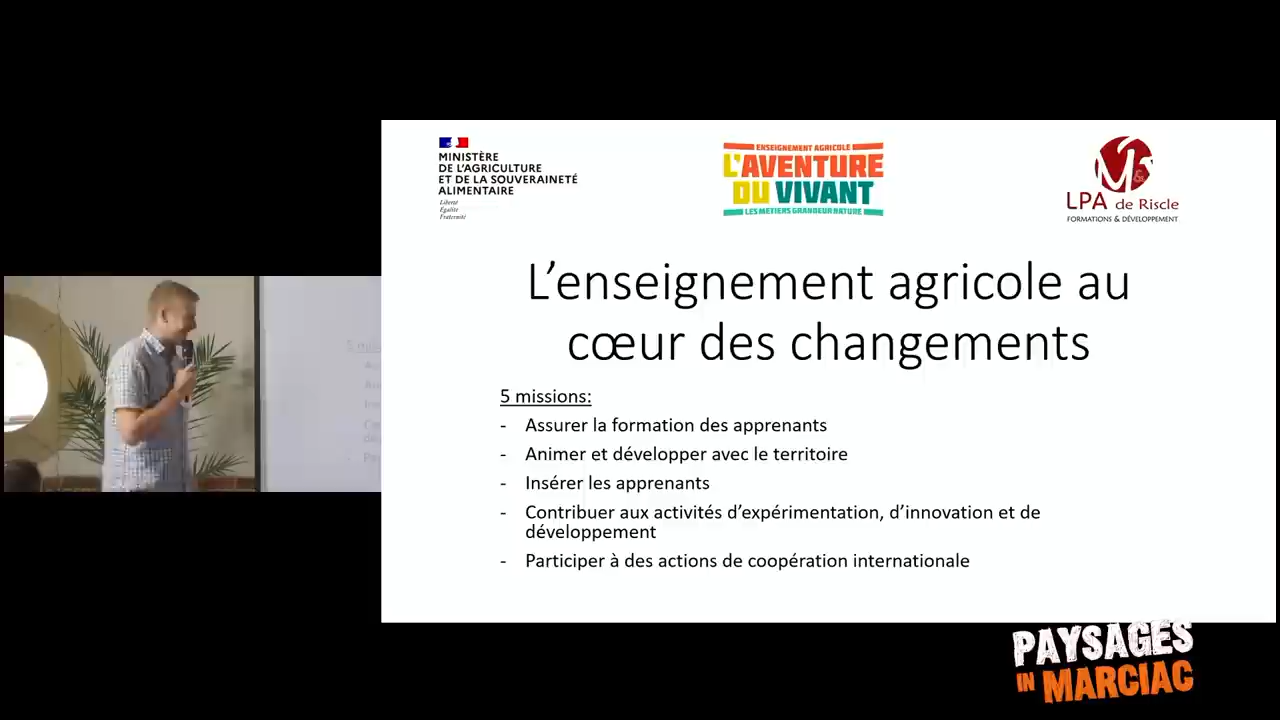 MINISTÈRE
DE L'AGRICULTURE
ET DE LA SOUVERAINETÉ
ALIMENTAIRE
Liberté
Égalité
Fraternité
ENSEIGNEMENT AGRICOLE
L'AVENTURE
DU VIVANT
LES MÉTIERS GRANDEUR NATURE
M&
LPA de Riscle
FORMATIONS & DÉVELOPPEMENT
L'enseignement agricole au
cœur des changements
5 missions:
- Assurer la formation des apprenants
- Animer et développer avec le territoire
- Insérer les apprenants
- Contribuer aux activités d'expérimentation, d'innovation et de
développement
- Participer à des actions de coopération internationale
PAYSAGES
IN MARCIAC